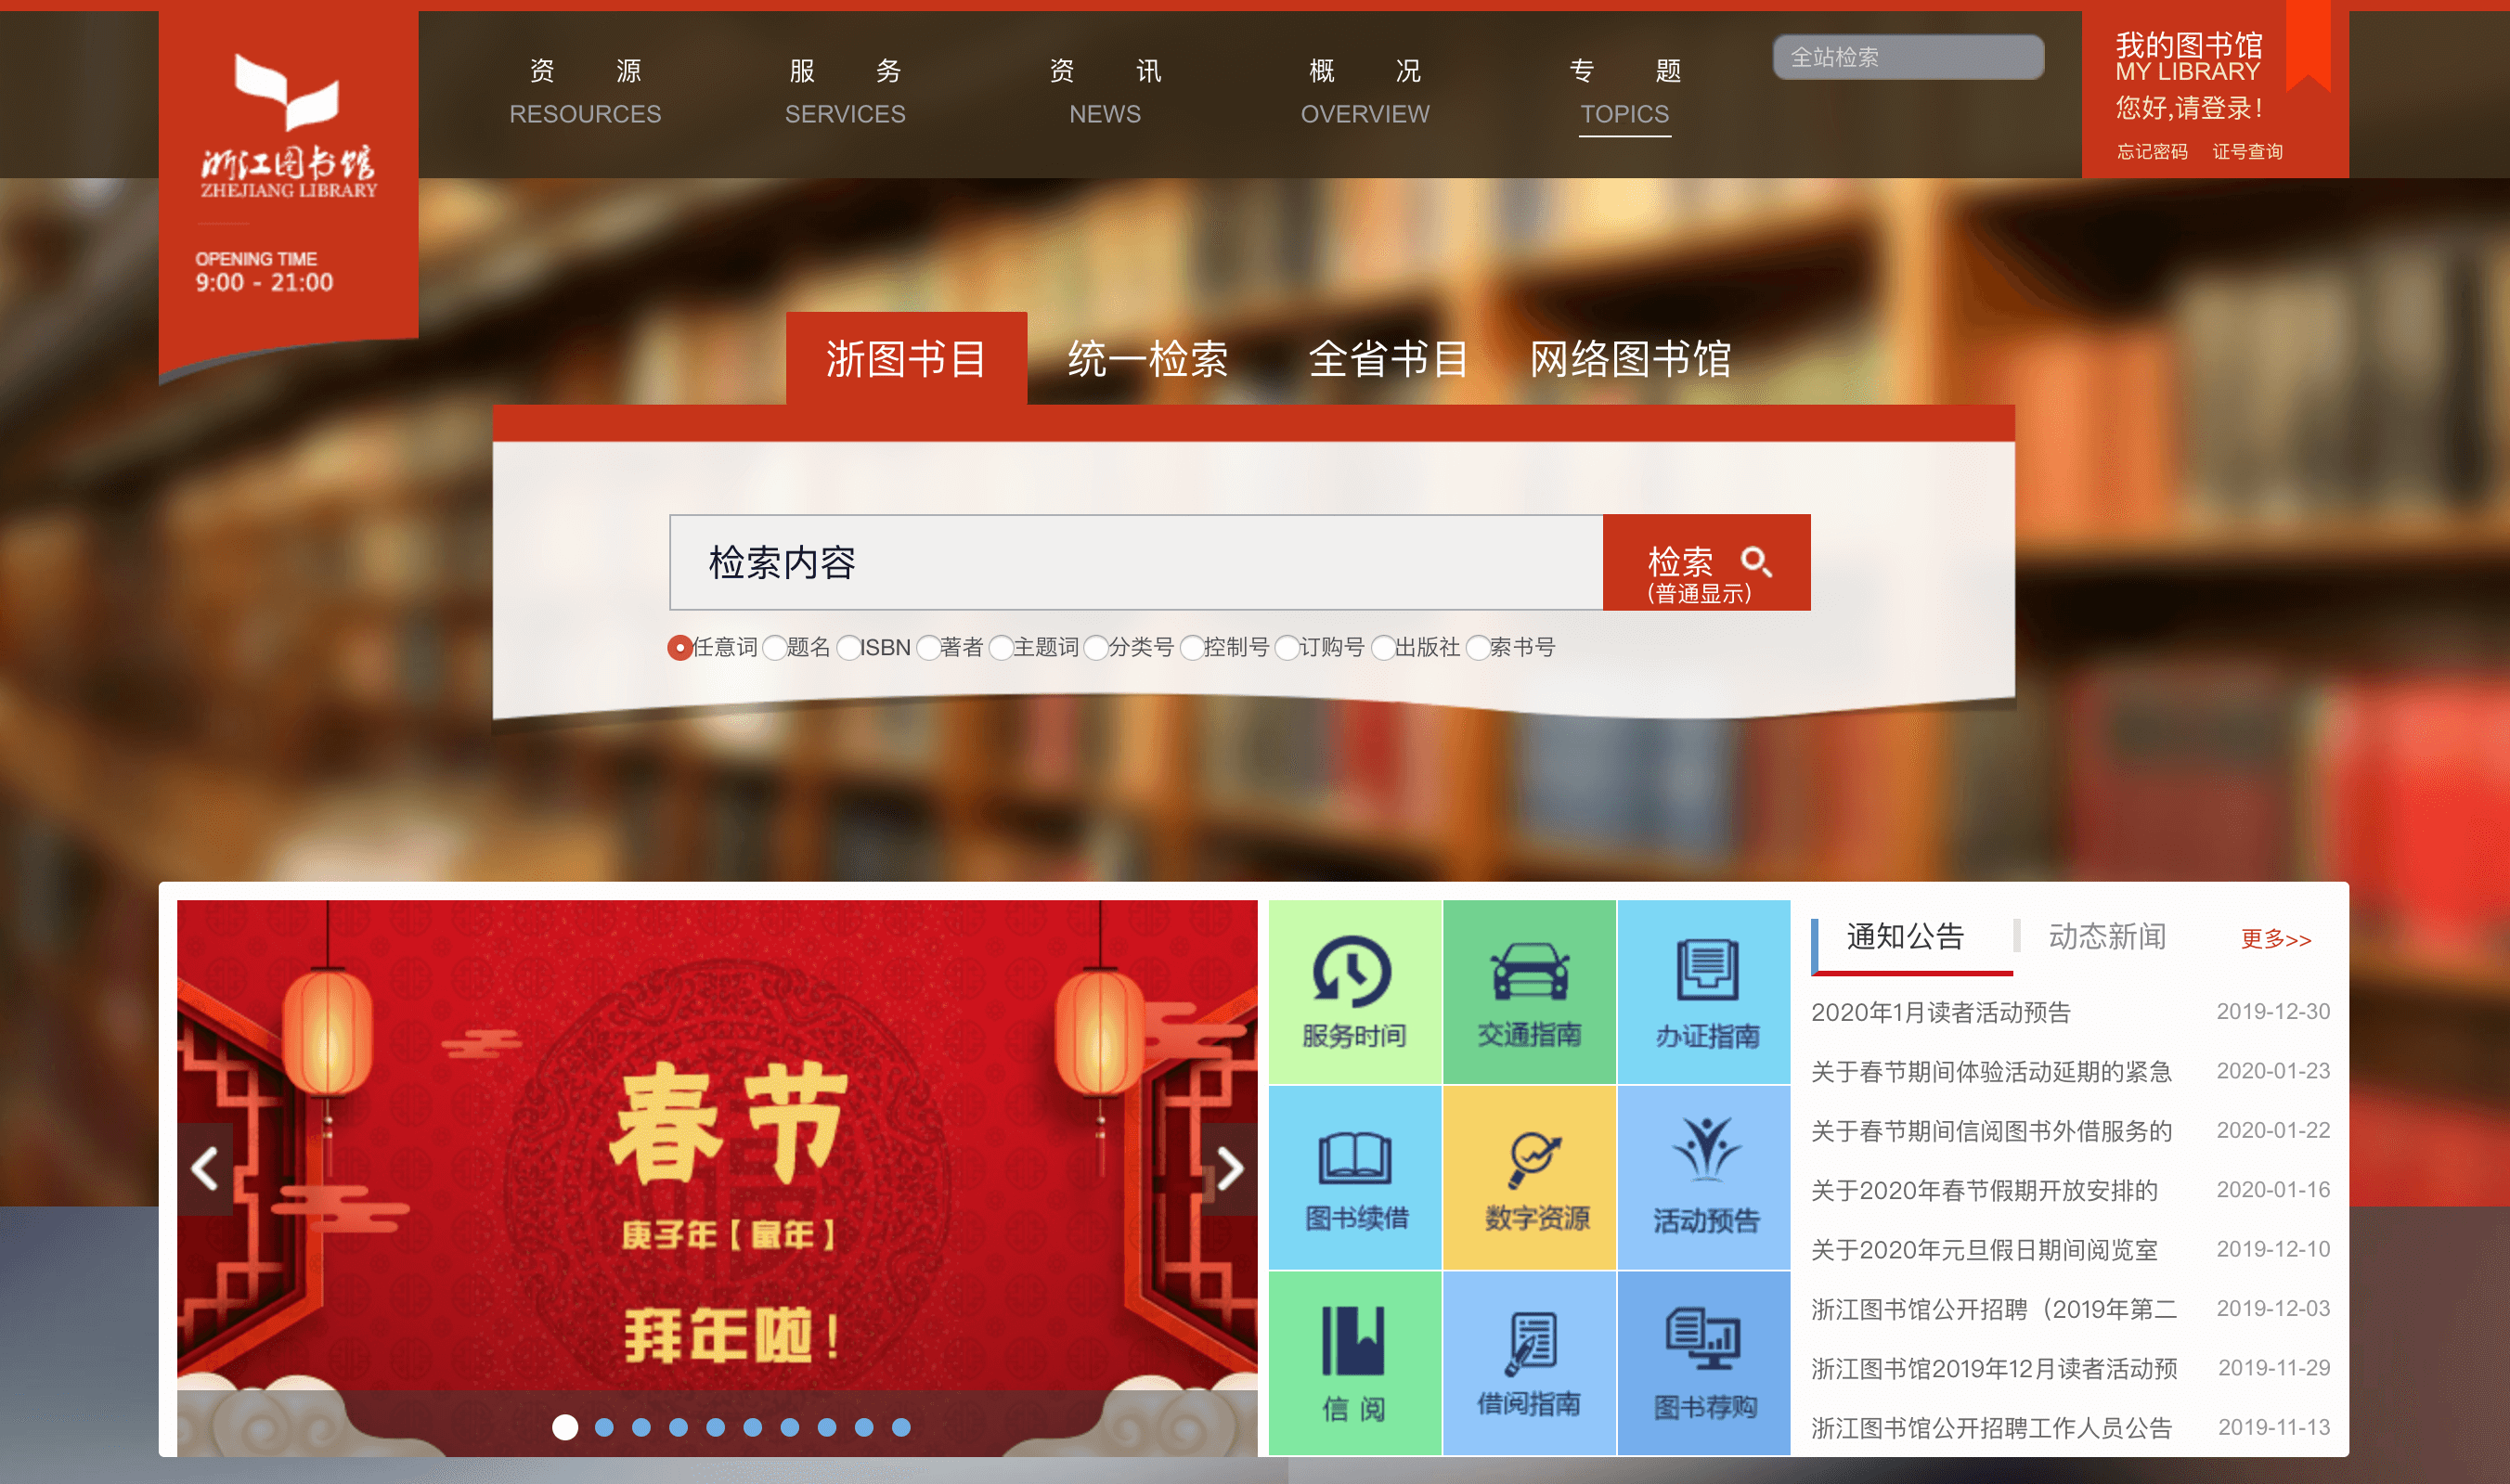 浙江图书馆
ZHEJIANG LIBRARY
OPENING TIME
9:00 - 21:00
资 源
RESOURCES
服 务
SERVICES
资 讯
NEWS
概 况
OVERVIEW
专 题
TOPICS
全站检索
我的图书馆
MY LIBRARY
您好,请登录!
忘记密码 证号查询
浙图书目 统一检索 全省书目 网络图书馆
检索内容
检索
(普通显示)
任意词 题名 ISBN 著者 主题词 分类号 控制号 订购号 出版社 索书号
春节
庚子年【鼠年】
拜年啦!
服务时间 交通指南 办证指南
图书续借 数字资源 活动预告
信 阅 借阅指南 图书荐购
通知公告 动态新闻 更多>>
2020年1月读者活动预告 2019-12-30
关于春节期间体验活动延期的紧急 2020-01-23
关于春节期间信阅图书外借服务的 2020-01-22
关于2020年春节假期开放安排的 2020-01-16
关于2020年元旦假日期间阅览室 2019-12-10
浙江图书馆公开招聘（2019年第二 2019-12-03
浙江图书馆2019年12月读者活动预 2019-11-29
浙江图书馆公开招聘工作人员公告 2019-11-13